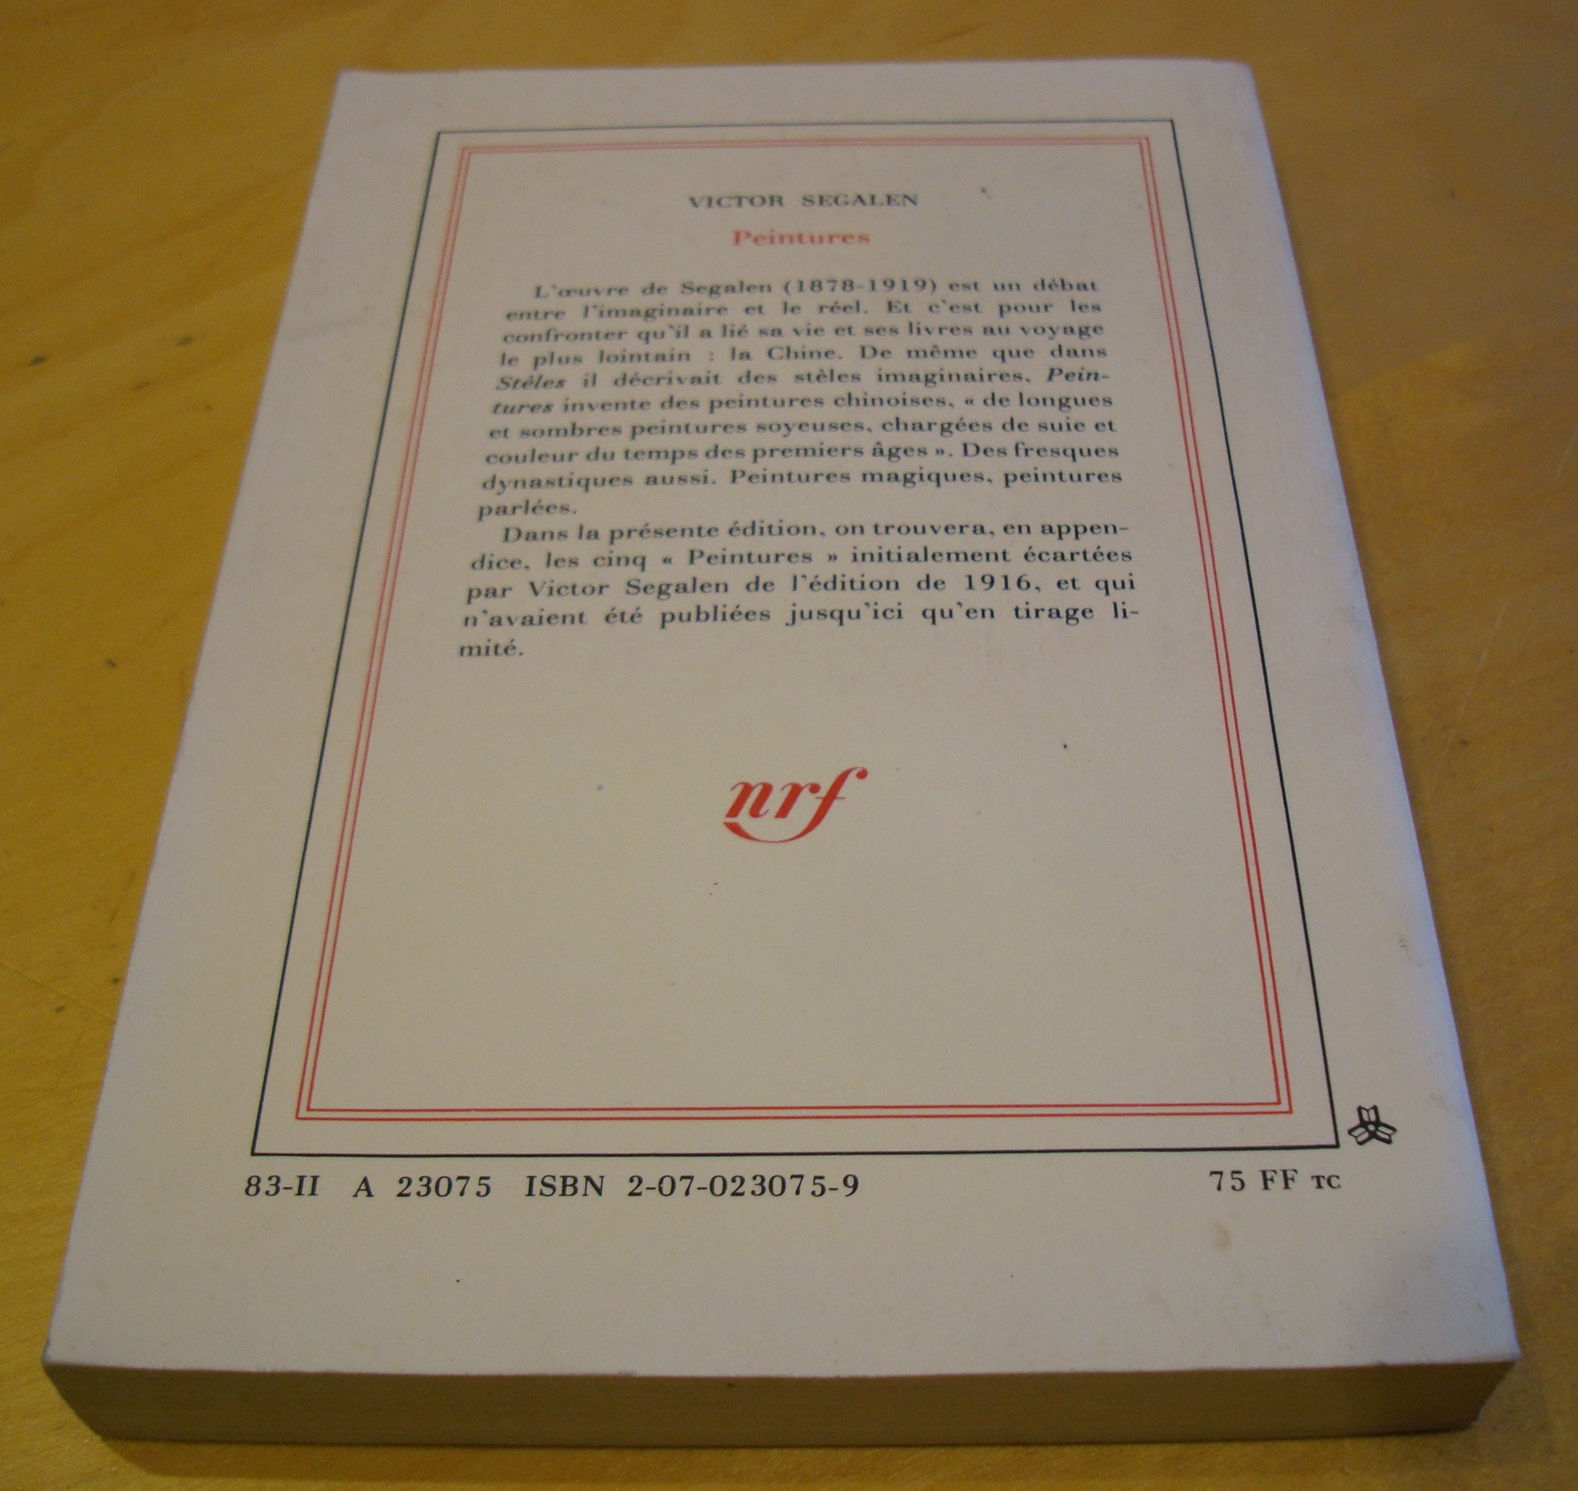 VICTOR SEGALEN
Peintures
L'œuvre de Segalen (1878-1919) est un débat
entre l'imaginaire et le réel. Et c'est pour les
confronter qu'il a lié sa vie et ses livres au voyage
le plus lointain : la Chine. De même que dans
Stèles il décrivait des stèles imaginaires, Pein-
tures invente des peintures chinoises, « de longues
et sombres peintures soyeuses, chargées de suie et
couleur du temps des premiers âges ». Des fresques
dynastiques aussi. Peintures magiques, peintures
parlées.
Dans la présente édition, on trouvera, en appen-
dice, les cinq « Peintures » initialement écartées
par Victor Segalen de l'édition de 1916, et qui
n'avaient été publiées jusqu'ici qu'en tirage li-
mité.
nrf
83-II A 23075 ISBN 2-07-023075-9 75 FF TC